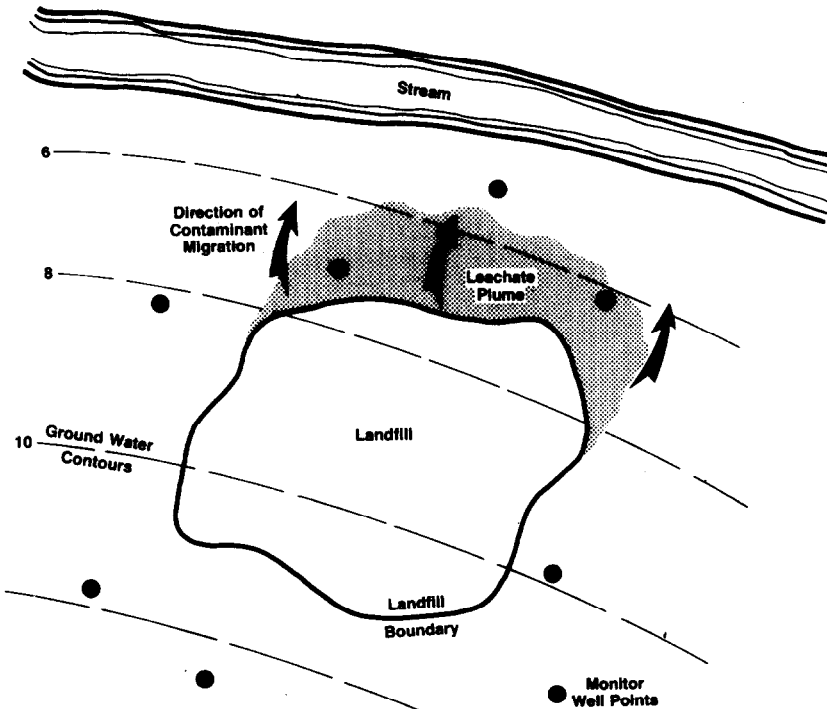 Stream
6
Direction of
Contaminant
Migration
8
Leachate
Plume
Landfill
10
Ground Water
Contours
Landfill
Boundary
Monitor
Well Points